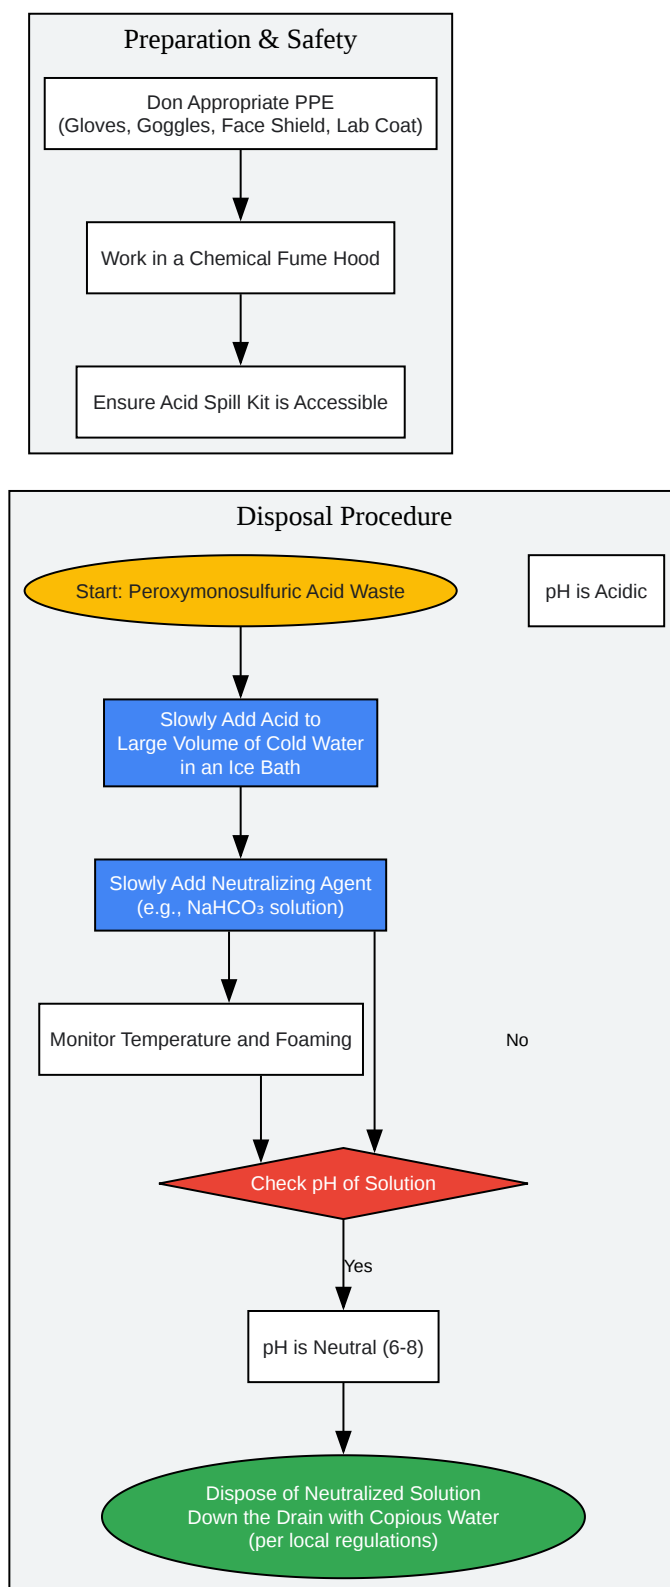 Preparation & Safety
Don Appropriate PPE
(Gloves, Goggles, Face Shield, Lab Coat)
Work in a Chemical Fume Hood
Ensure Acid Spill Kit is Accessible
Disposal Procedure
Start: Peroxymonosulfuric Acid Waste
pH is Acidic
Slowly Add Acid to
Large Volume of Cold Water
in an Ice Bath
Slowly Add Neutralizing Agent
(e.g., NaHCO₃ solution)
Monitor Temperature and Foaming
No
Check pH of Solution
Yes
pH is Neutral (6-8)
Dispose of Neutralized Solution
Down the Drain with Copious Water
(per local regulations)